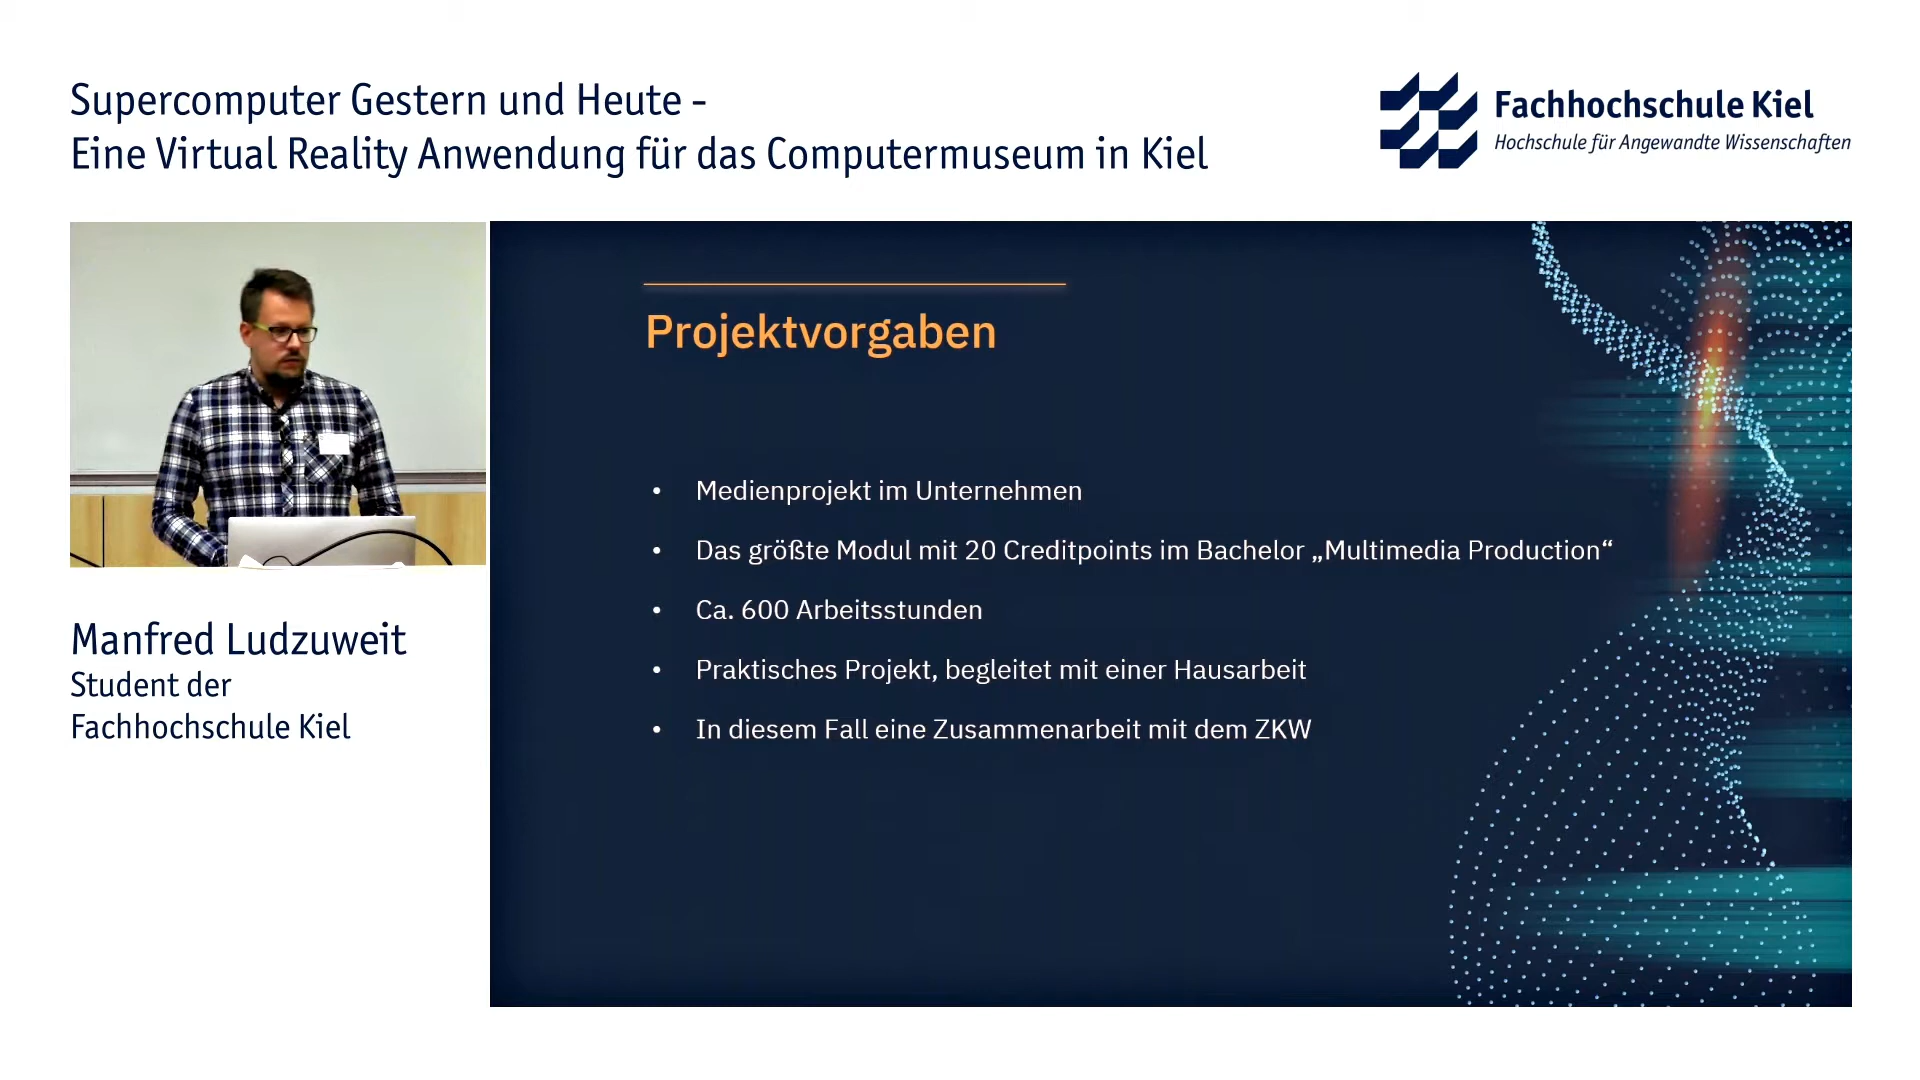 Supercomputer Gestern und Heute -
Eine Virtual Reality Anwendung für das Computermuseum in Kiel
Fachhochschule Kiel
Hochschule für Angewandte Wissenschaften
Projektvorgaben
• Medienprojekt im Unternehmen
• Das größte Modul mit 20 Creditpoints im Bachelor „Multimedia Production“
• Ca. 600 Arbeitsstunden
• Praktisches Projekt, begleitet mit einer Hausarbeit
• In diesem Fall eine Zusammenarbeit mit dem ZKW
Manfred Ludzuweit
Student der
Fachhochschule Kiel